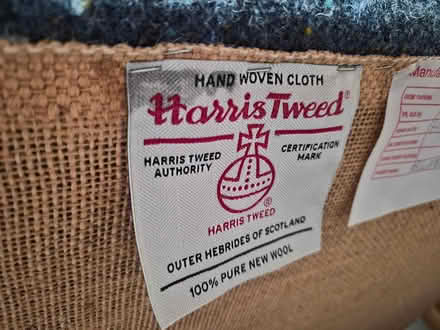 HAND WOVEN CLOTH
Harris Tweed®
HARRIS TWEED
AUTHORITY
CERTIFICATION
MARK
®
HARRIS TWEED
OUTER HEBRIDES OF SCOTLAND
100% PURE NEW WOOL
Manu